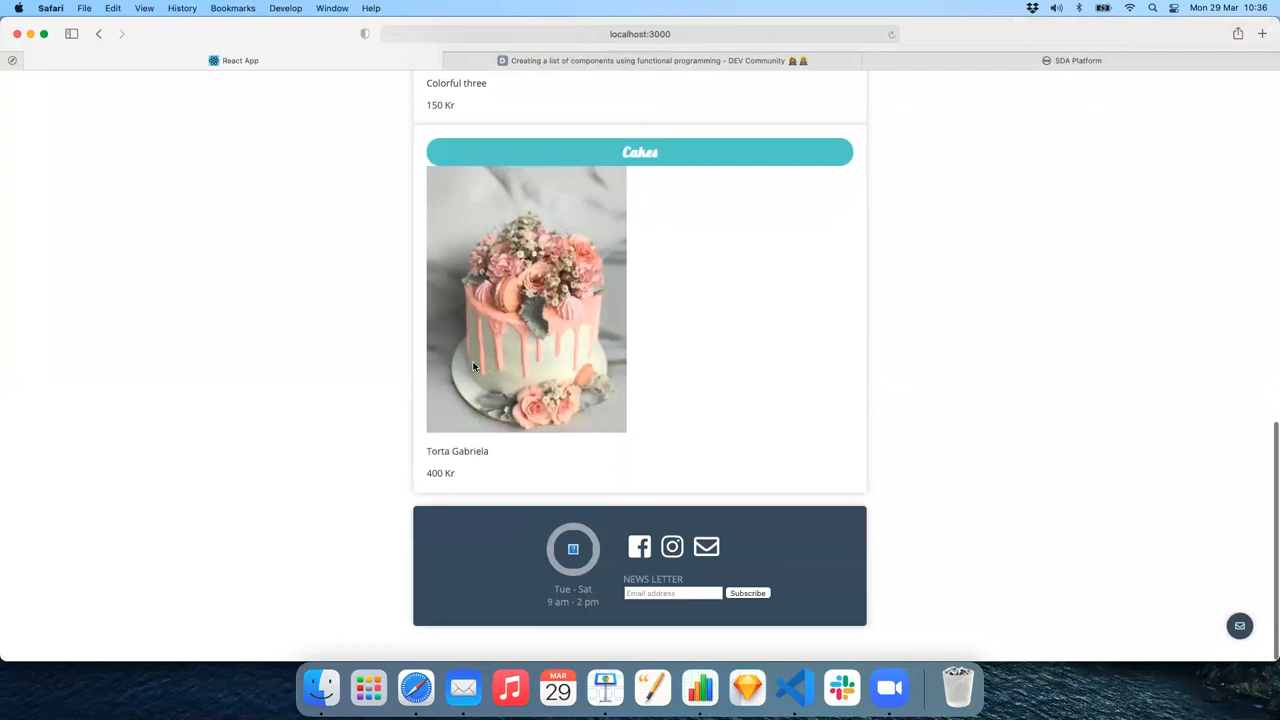 Safari File Edit View History Bookmarks Develop Window Help Mon 29 Mar 10:36
localhost:3000
React App
Creating a list of components using functional programming - DEV Community
SDA Platform
Colorful three
150 Kr
Cakes
Torta Gabriela
400 Kr
Tue - Sat
9 am - 2 pm
NEWS LETTER
Email address Subscribe
MAR
29